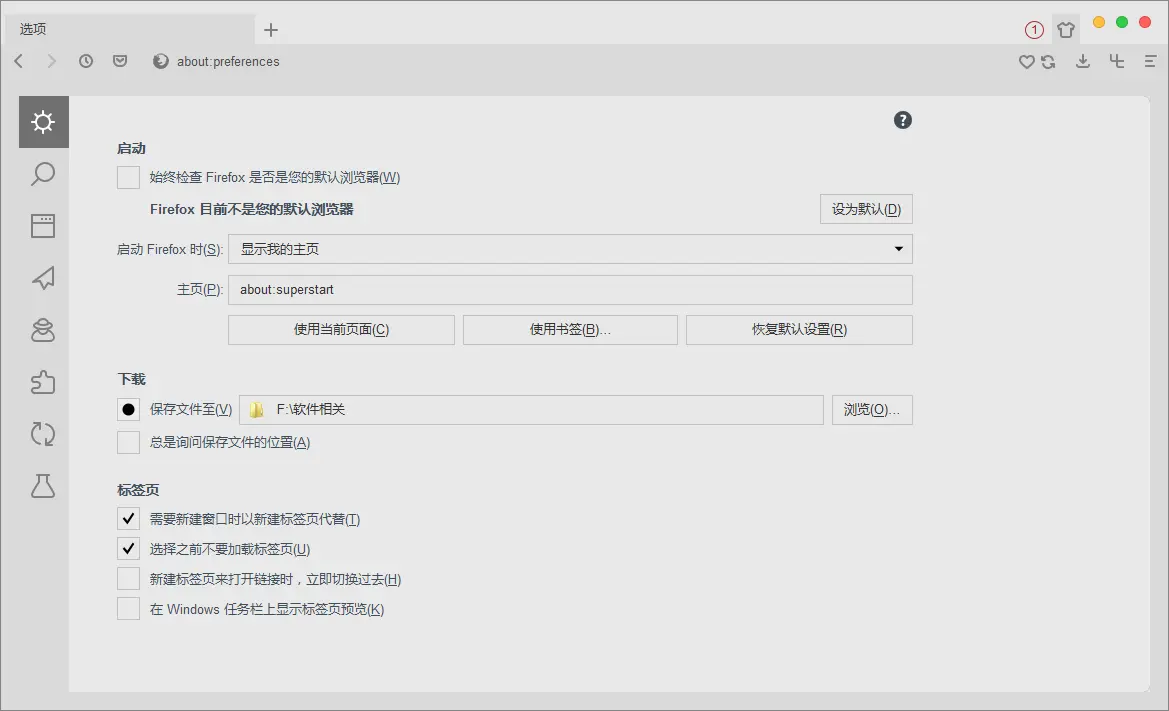 选项
1
about:preferences
?
启动
始终检查 Firefox 是否是您的默认浏览器(W)
Firefox 目前不是您的默认浏览器
设为默认(D)
启动 Firefox 时(S):
显示我的主页
主页(P):
about:superstart
使用当前页面(C)
使用书签(B)...
恢复默认设置(R)
下载
保存文件至(V)
F:\软件相关
浏览(O)...
总是询问保存文件的位置(A)
标签页
需要新建窗口时以新建标签页代替(T)
选择之前不要加载标签页(U)
新建标签页来打开链接时，立即切换过去(H)
在 Windows 任务栏上显示标签页预览(K)